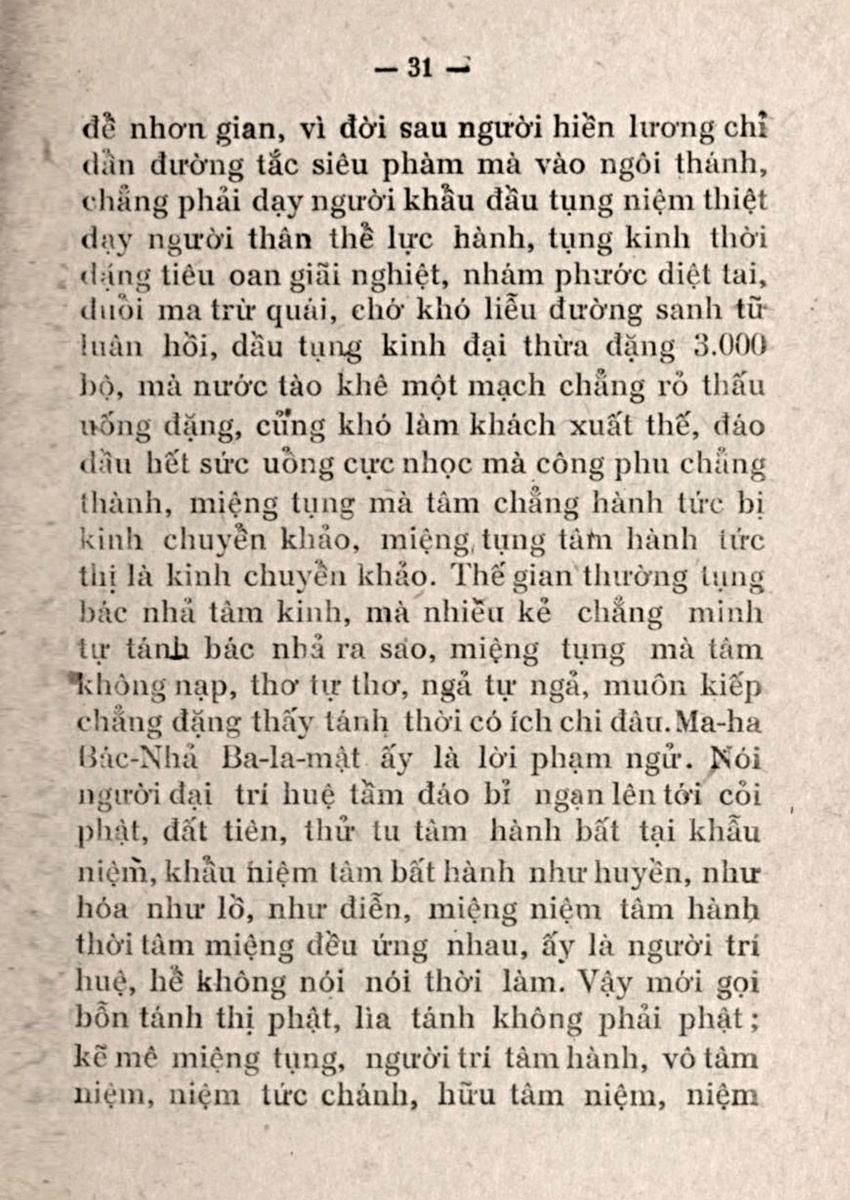 — 31 —
để nhơn gian, vì đời sau người hiền lương chỉ
dẫn đường tắc siêu phàm mà vào ngôi thánh,
chẳng phải dạy người khẩu đầu tụng niệm thiệt
dạy người thân thể lực hành, tụng kinh thời
đặng tiêu oan giãi nghiệt, nhám phước diệt tai,
đuổi ma trừ quái, chớ khó liễu đường sanh tữ
luân hồi, dầu tụng kinh đại thừa đặng 3.000
bộ, mà nước tào khê một mạch chẳng rỏ thấu
uống đặng, củng khó làm khách xuất thế, đáo
đầu hết sức uổng cực nhọc mà công phu chẳng
thành, miệng tụng mà tâm chẳng hành tức bị
kinh chuyển khảo, miệng tụng tâm hành tức
thị là kinh chuyển khảo. Thế gian thường tụng
bác nhả tâm kinh, mà nhiều kẻ chẳng minh
tự tánh bác nhả ra sao, miệng tụng mà tâm
không nạp, thơ tự thơ, ngả tự ngả, muôn kiếp
chẳng đặng thấy tánh thời có ích chi đâu. Ma-ha
Bác-Nhả Ba-la-mật ấy là lời phạm ngử. Nói
người đại trí huệ tầm đáo bỉ ngạn lên tới cỏi
phật, đất tiên, thử tu tâm hành bất tại khẩu
niệm, khẩu niệm tâm bất hành như huyền, như
hóa như lồ, như điển, miệng niệm tâm hành
thời tâm miệng đều ứng nhau, ấy là người trí
huệ, hể không nói nói thời làm. Vậy mới gọi
bỗn tánh thị phật, lìa tánh không phải phật ;
kẽ mê miệng tụng, người trí tâm hành, vô tâm
niệm, niệm tức chánh, hữu tâm niệm, niệm